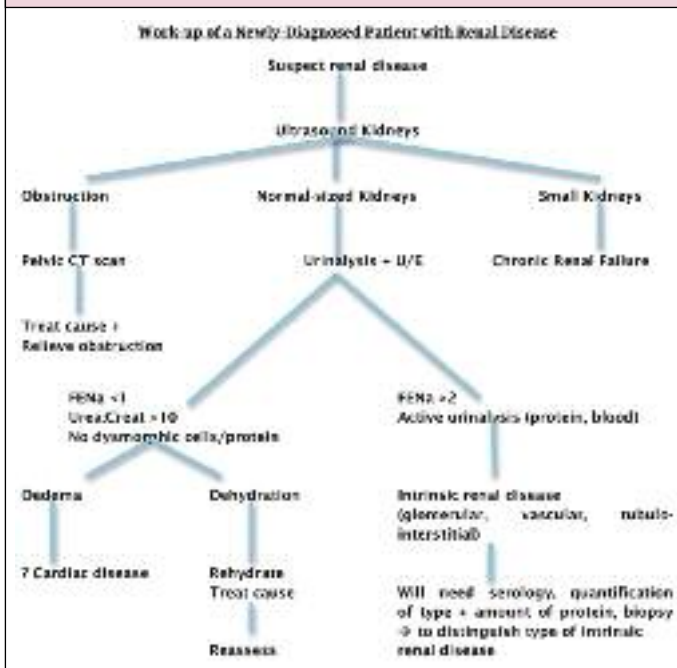 Work-up of a Newly-Diagnosed Patient with Renal Disease
Suspect renal disease
Ultrasound Kidneys
Obstruction
Normal-sized Kidneys
Small Kidneys
Pelvic CT scan
Urinalysis + U/E
Chronic Renal Failure
Treat cause +
Relieve obstruction
FENa <1
Urea:Creat >10
No dysmorphic cells/protein
FENa >2
Active urinalysis (protein, blood)
Oedema
Dehydration
Intrinsic renal disease
(glomerular, vascular, tubulo-
interstitial)
? Cardiac disease
Rehydrate
Treat cause
Will need serology, quantification
of type + amount of protein, biopsy
→ to distinguish type of intrinsic
renal disease
Reassess